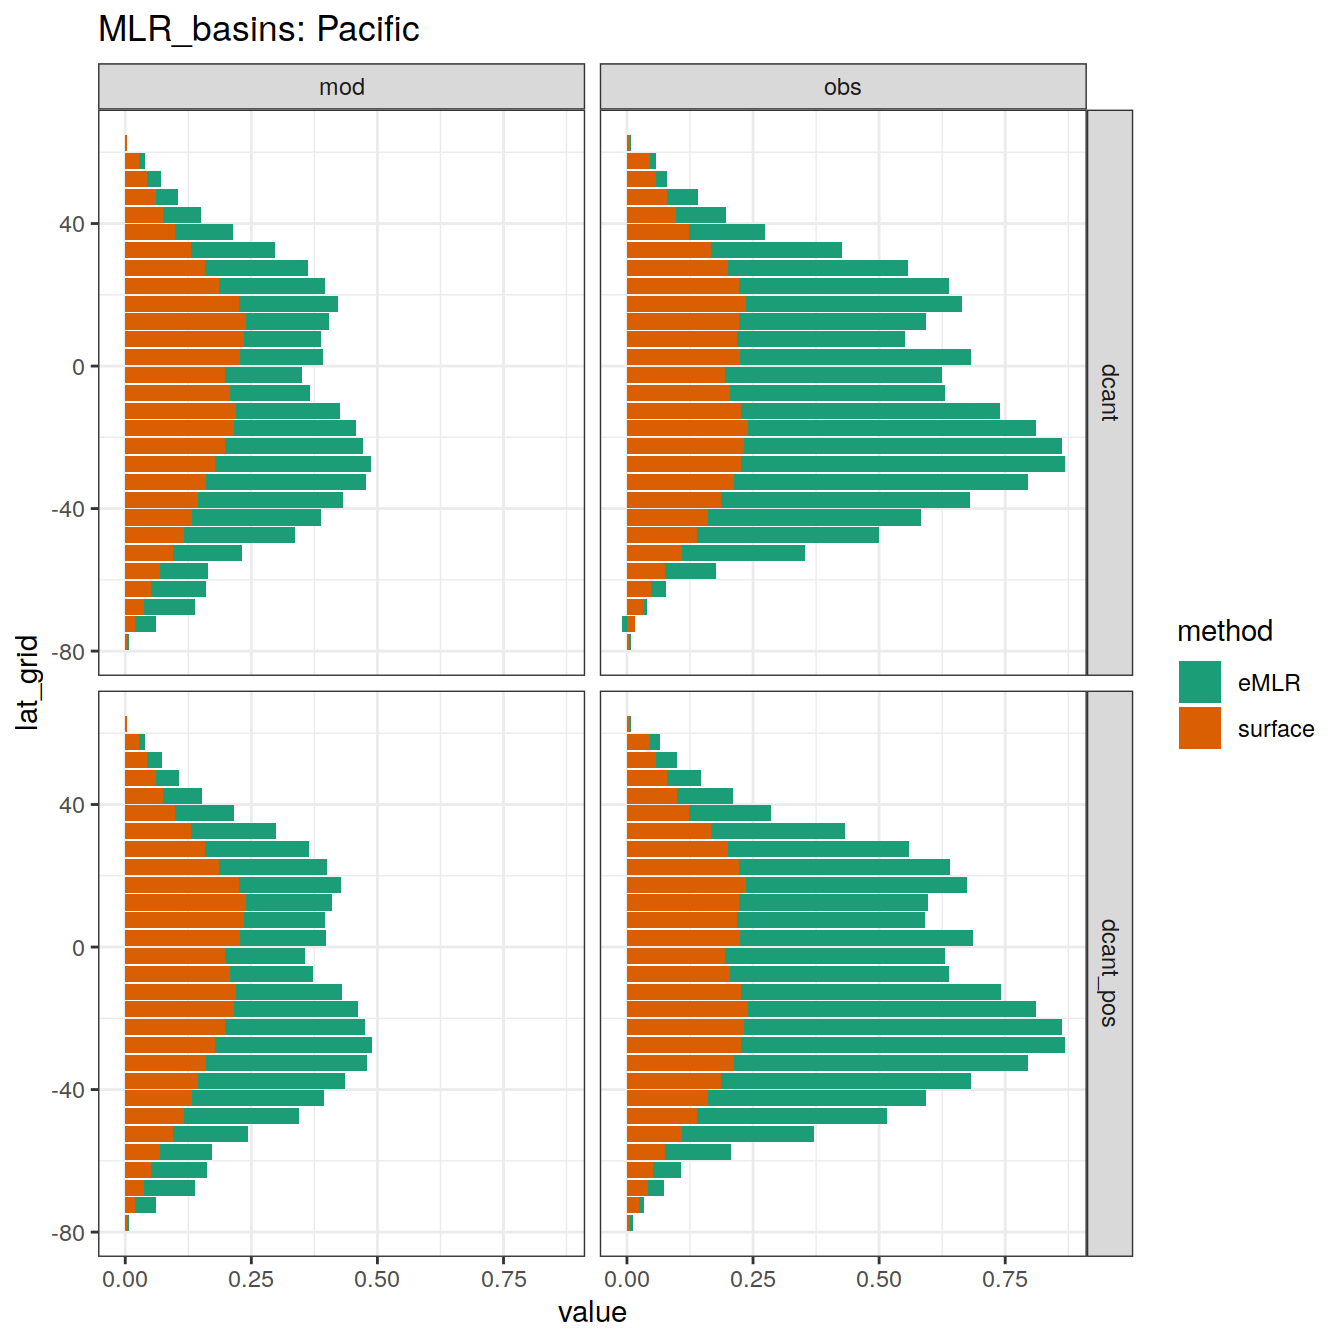 MLR_basins: Pacific
mod
obs
40
0
-40
-80
dcant
40
0
-40
-80
dcant_pos
0.00 0.25 0.50 0.75
0.00 0.25 0.50 0.75
value
lat_grid
method
eMLR
surface